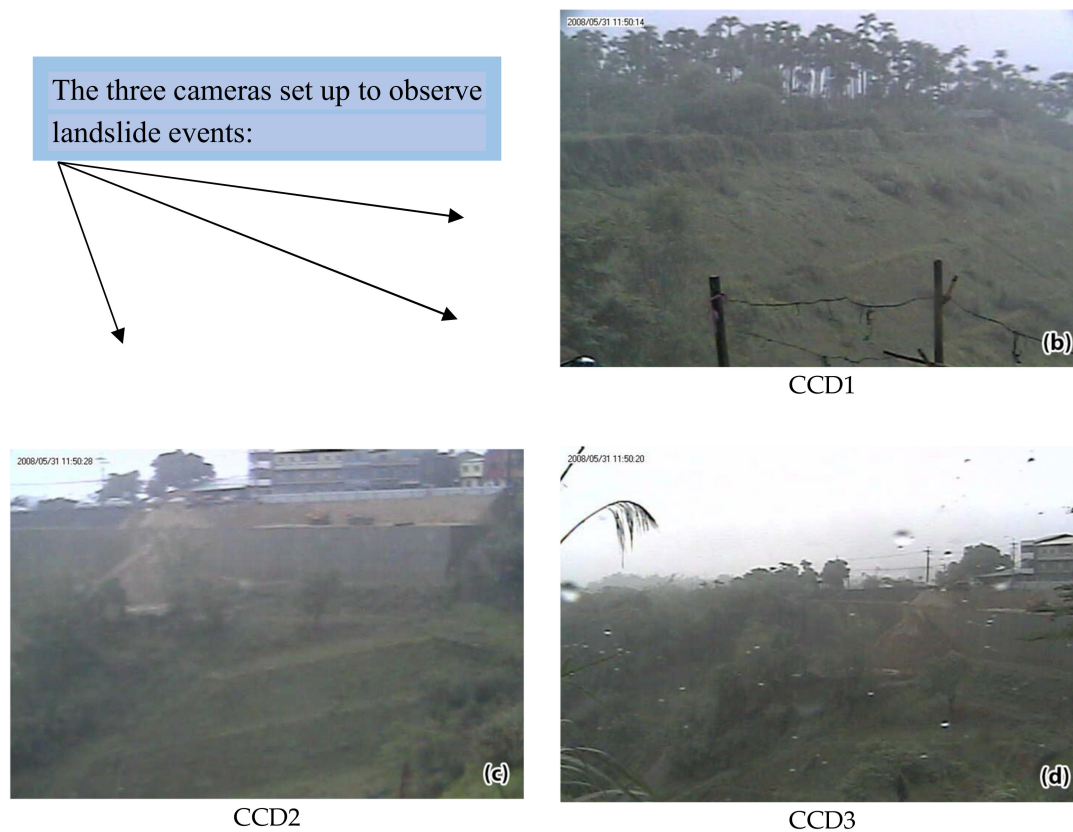 2008/05/31 11:50:14
The three cameras set up to observe
landslide events:
(b)
CCD1
2008/05/31 11:50:28
2008/05/31 11:50:20
(c)
(d)
CCD2
CCD3